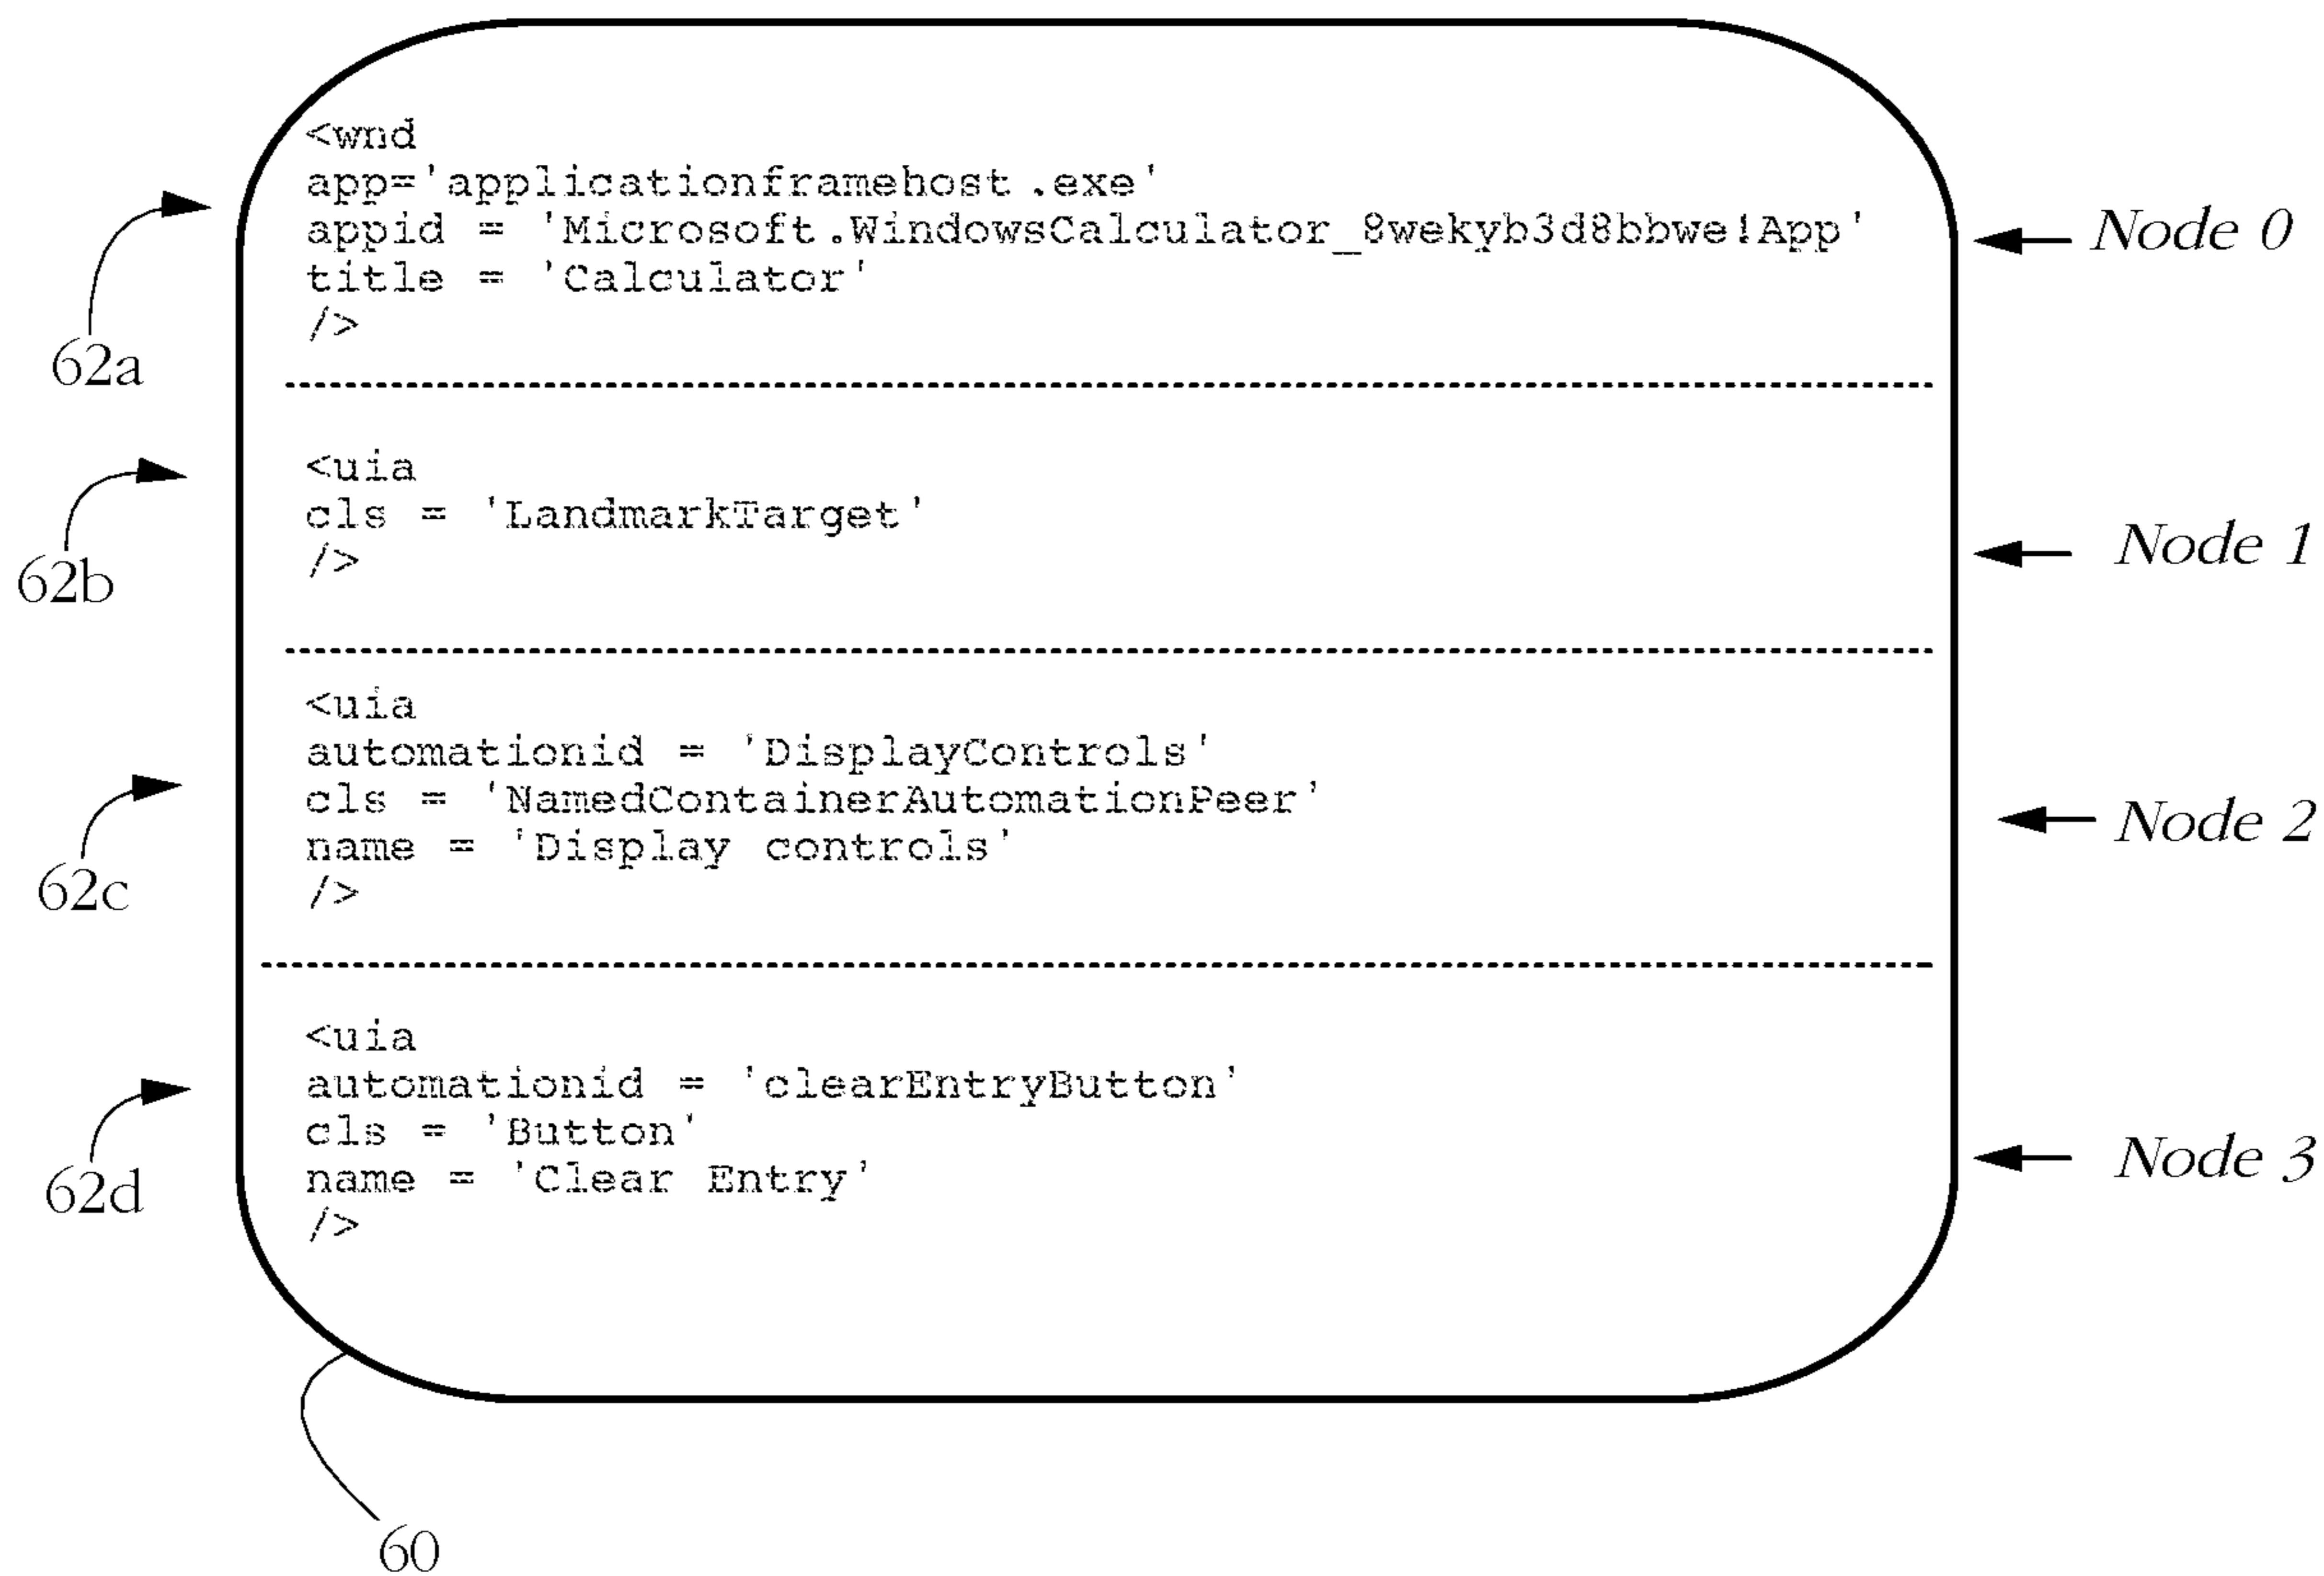 <wnd
app='applicationframehost.exe'
appid = 'Microsoft.WindowsCalculator_8wekyb3d8bbwe!App'
title = 'Calculator'
/>
62a
Node 0
<uia
cls = 'LandmarkTarget'
/>
62b
Node 1
<uia
automationid = 'DisplayControls'
cls = 'NamedContainerAutomationPeer'
name = 'Display controls'
/>
62c
Node 2
<uia
automationid = 'clearEntryButton'
cls = 'Button'
name = 'Clear Entry'
/>
62d
Node 3
60